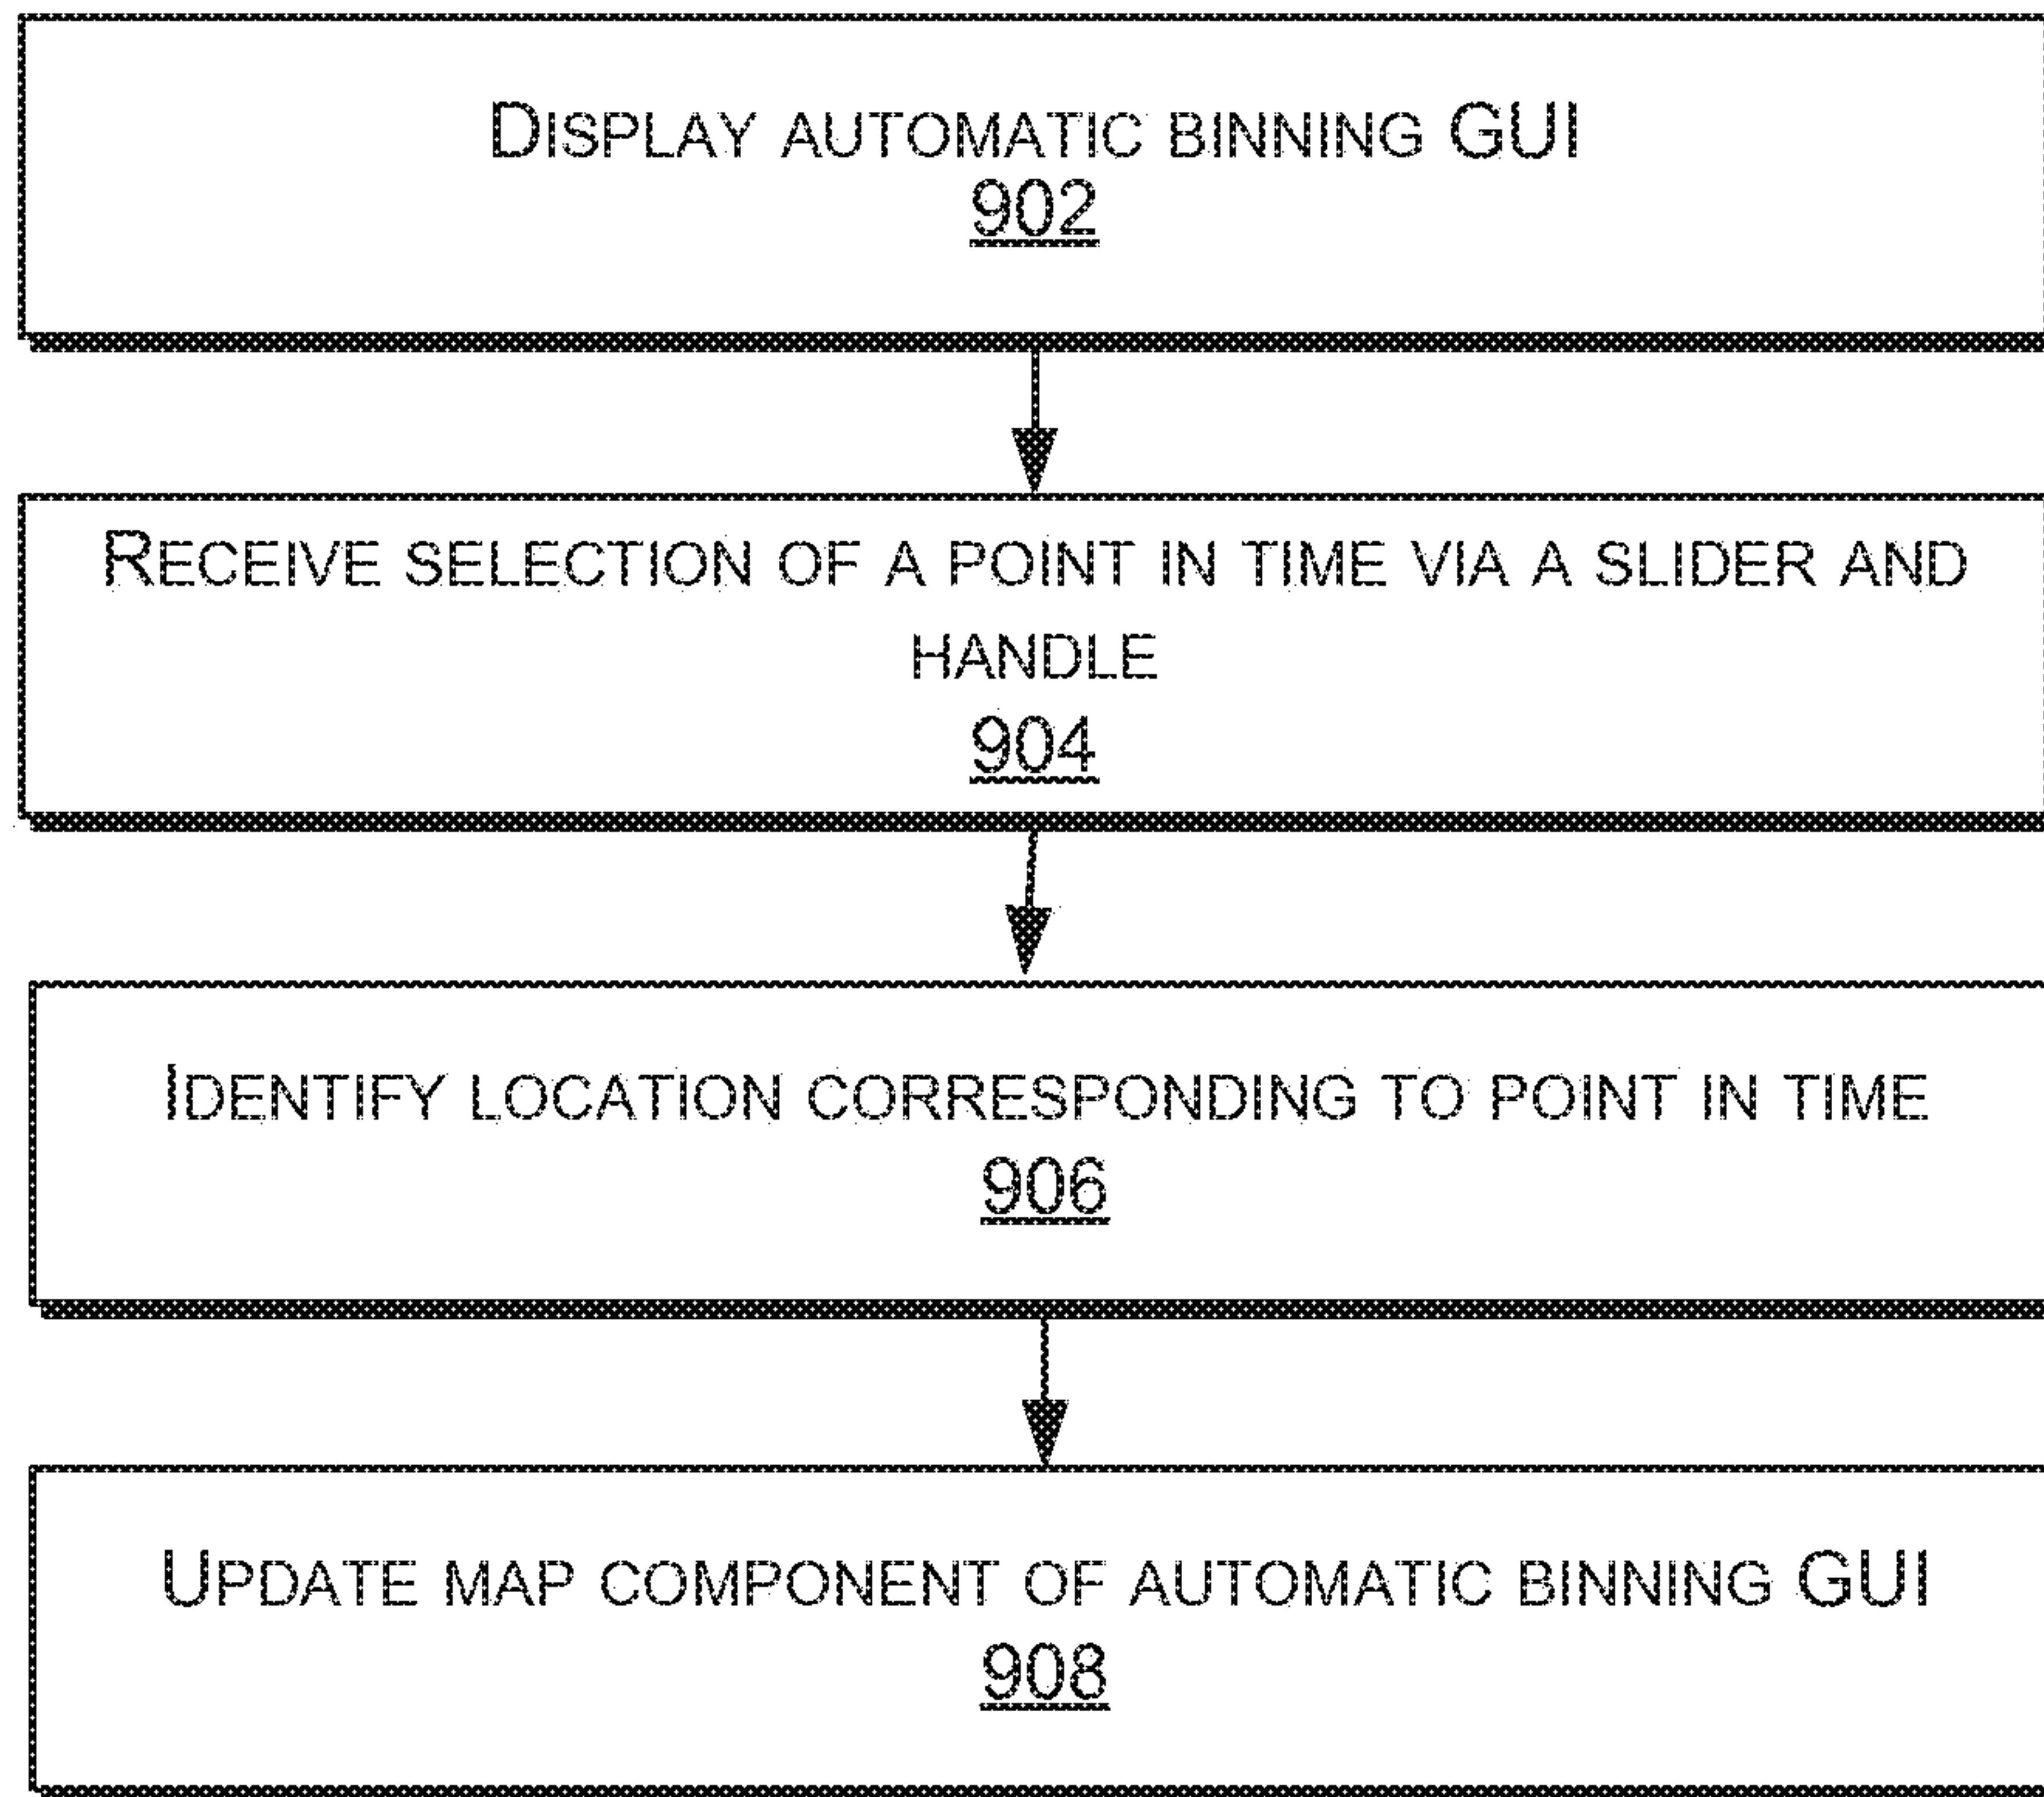 DISPLAY AUTOMATIC BINNING GUI
902
RECEIVE SELECTION OF A POINT IN TIME VIA A SLIDER AND
HANDLE
904
IDENTIFY LOCATION CORRESPONDING TO POINT IN TIME
906
UPDATE MAP COMPONENT OF AUTOMATIC BINNING GUI
908